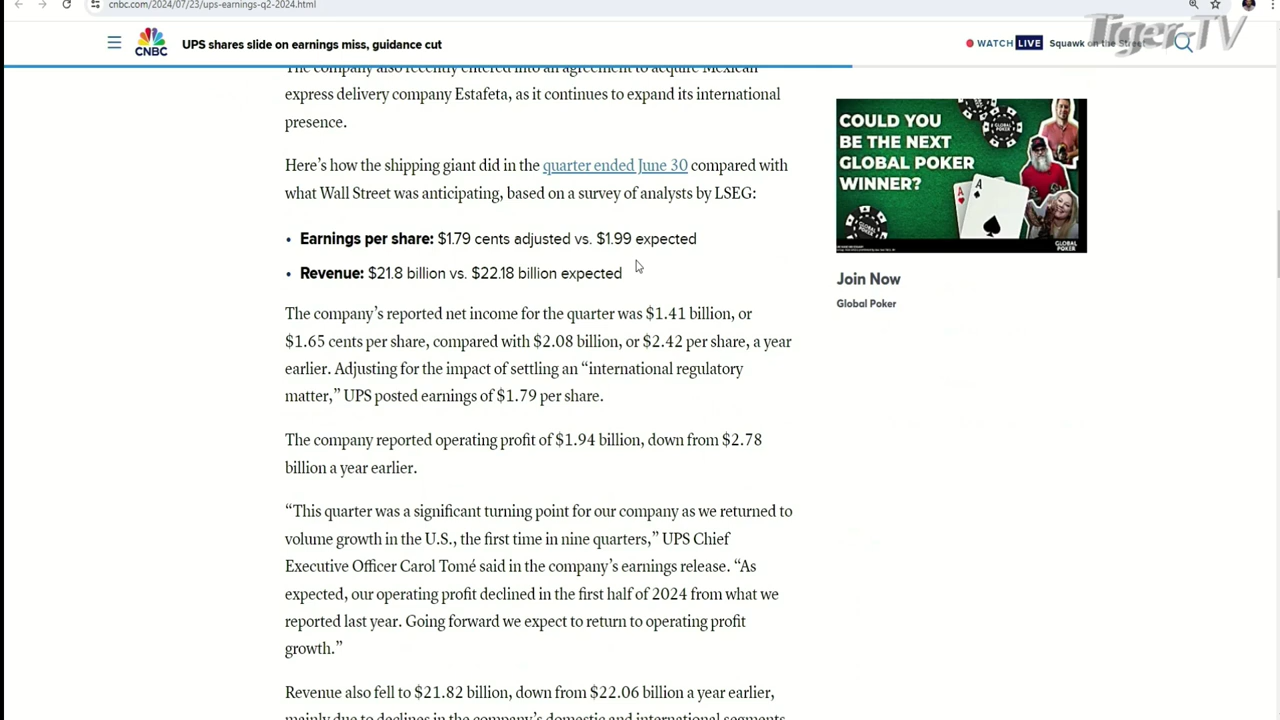 cnbc.com/2024/07/23/ups-earnings-q2-2024.html
Tiger-TV
CNBC
UPS shares slide on earnings miss, guidance cut
WATCH LIVE Squawk on the Street
The company also recently entered into an agreement to acquire Mexican
express delivery company Estafeta, as it continues to expand its international
presence.
Here’s how the shipping giant did in the quarter ended June 30 compared with
what Wall Street was anticipating, based on a survey of analysts by LSEG:
• Earnings per share: $1.79 cents adjusted vs. $1.99 expected
• Revenue: $21.8 billion vs. $22.18 billion expected
The company’s reported net income for the quarter was $1.41 billion, or
$1.65 cents per share, compared with $2.08 billion, or $2.42 per share, a year
earlier. Adjusting for the impact of settling an “international regulatory
matter,” UPS posted earnings of $1.79 per share.
The company reported operating profit of $1.94 billion, down from $2.78
billion a year earlier.
“This quarter was a significant turning point for our company as we returned to
volume growth in the U.S., the first time in nine quarters,” UPS Chief
Executive Officer Carol Tomé said in the company’s earnings release. “As
expected, our operating profit declined in the first half of 2024 from what we
reported last year. Going forward we expect to return to operating profit
growth.”
Revenue also fell to $21.82 billion, down from $22.06 billion a year earlier,
mainly due to declines in the company’s domestic and international segments
COULD YOU
BE THE NEXT
GLOBAL POKER
WINNER?
A
A
GLOBAL
POKER
Join Now
Global Poker